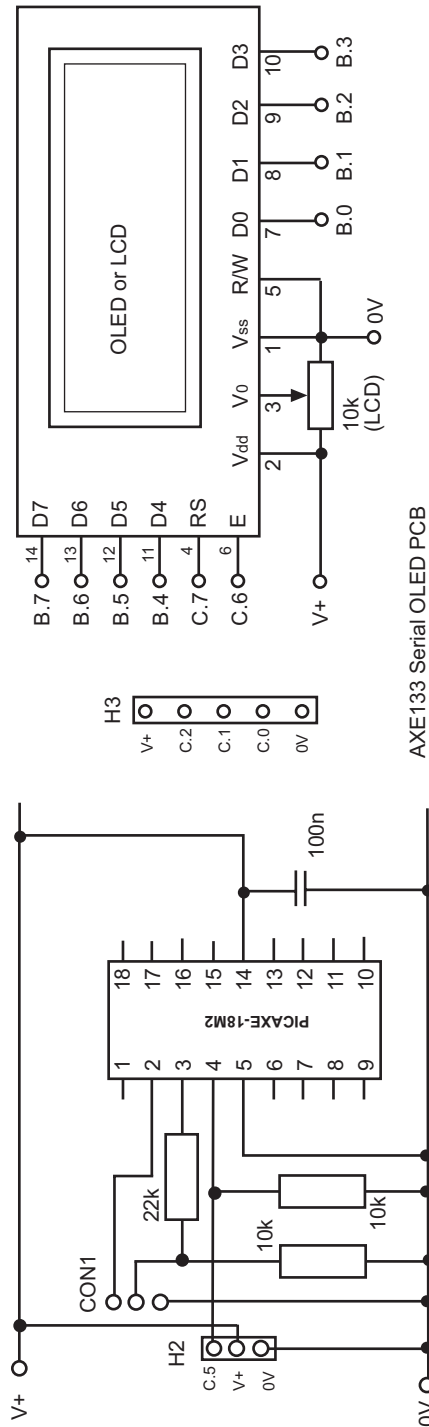 V+
0V
CON1
H2
C.5
V+
0V
22k
10k
10k
PICAXE-18M2
1
2
3
4
5
6
7
8
9
18
17
16
15
14
13
12
11
10
100n
H3
V+
C.2
C.1
C.0
0V
B.7 14 D7
B.6 13 D6
B.5 12 D5
B.4 11 D4
C.7 4 RS
C.6 6 E
OLED or LCD
Vdd V0 Vss R/W D0 D1 D2 D3
2 3 1 5 7 8 9 10
V+
10k
(LCD)
0V
B.0 B.1 B.2 B.3
AXE133 Serial OLED PCB